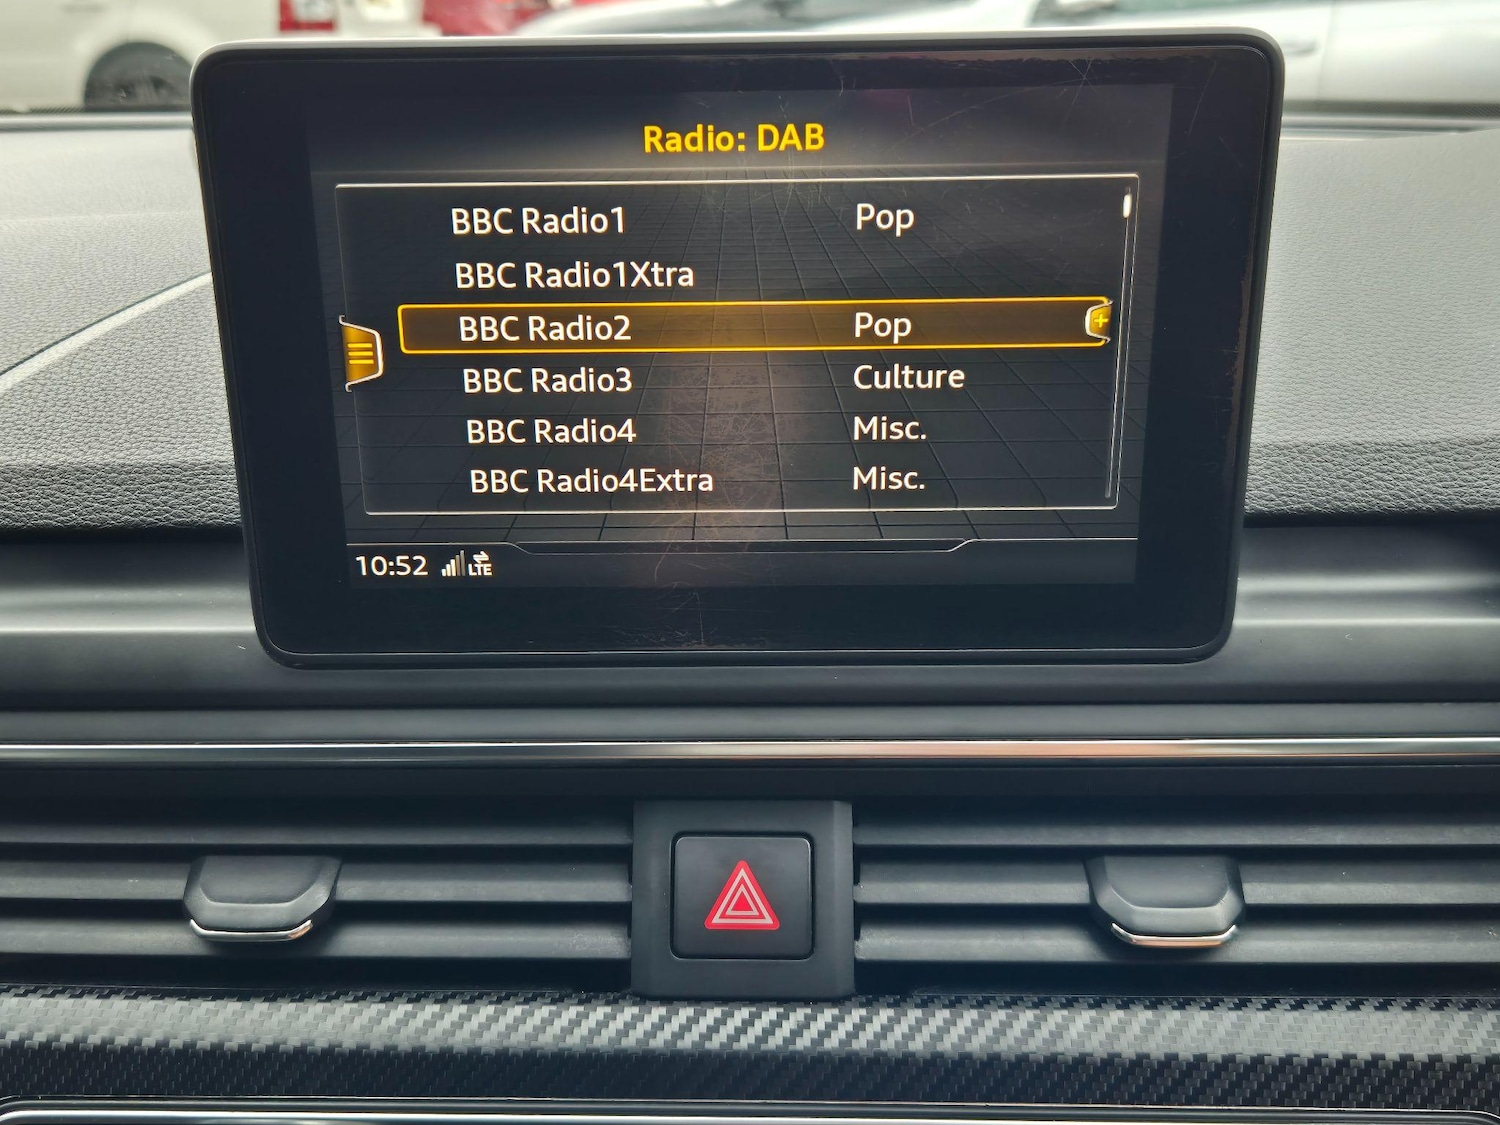 Radio: DAB
BBC Radio1 Pop
BBC Radio1Xtra
BBC Radio2 Pop
BBC Radio3 Culture
BBC Radio4 Misc.
BBC Radio4Extra Misc.
10:52 LTE